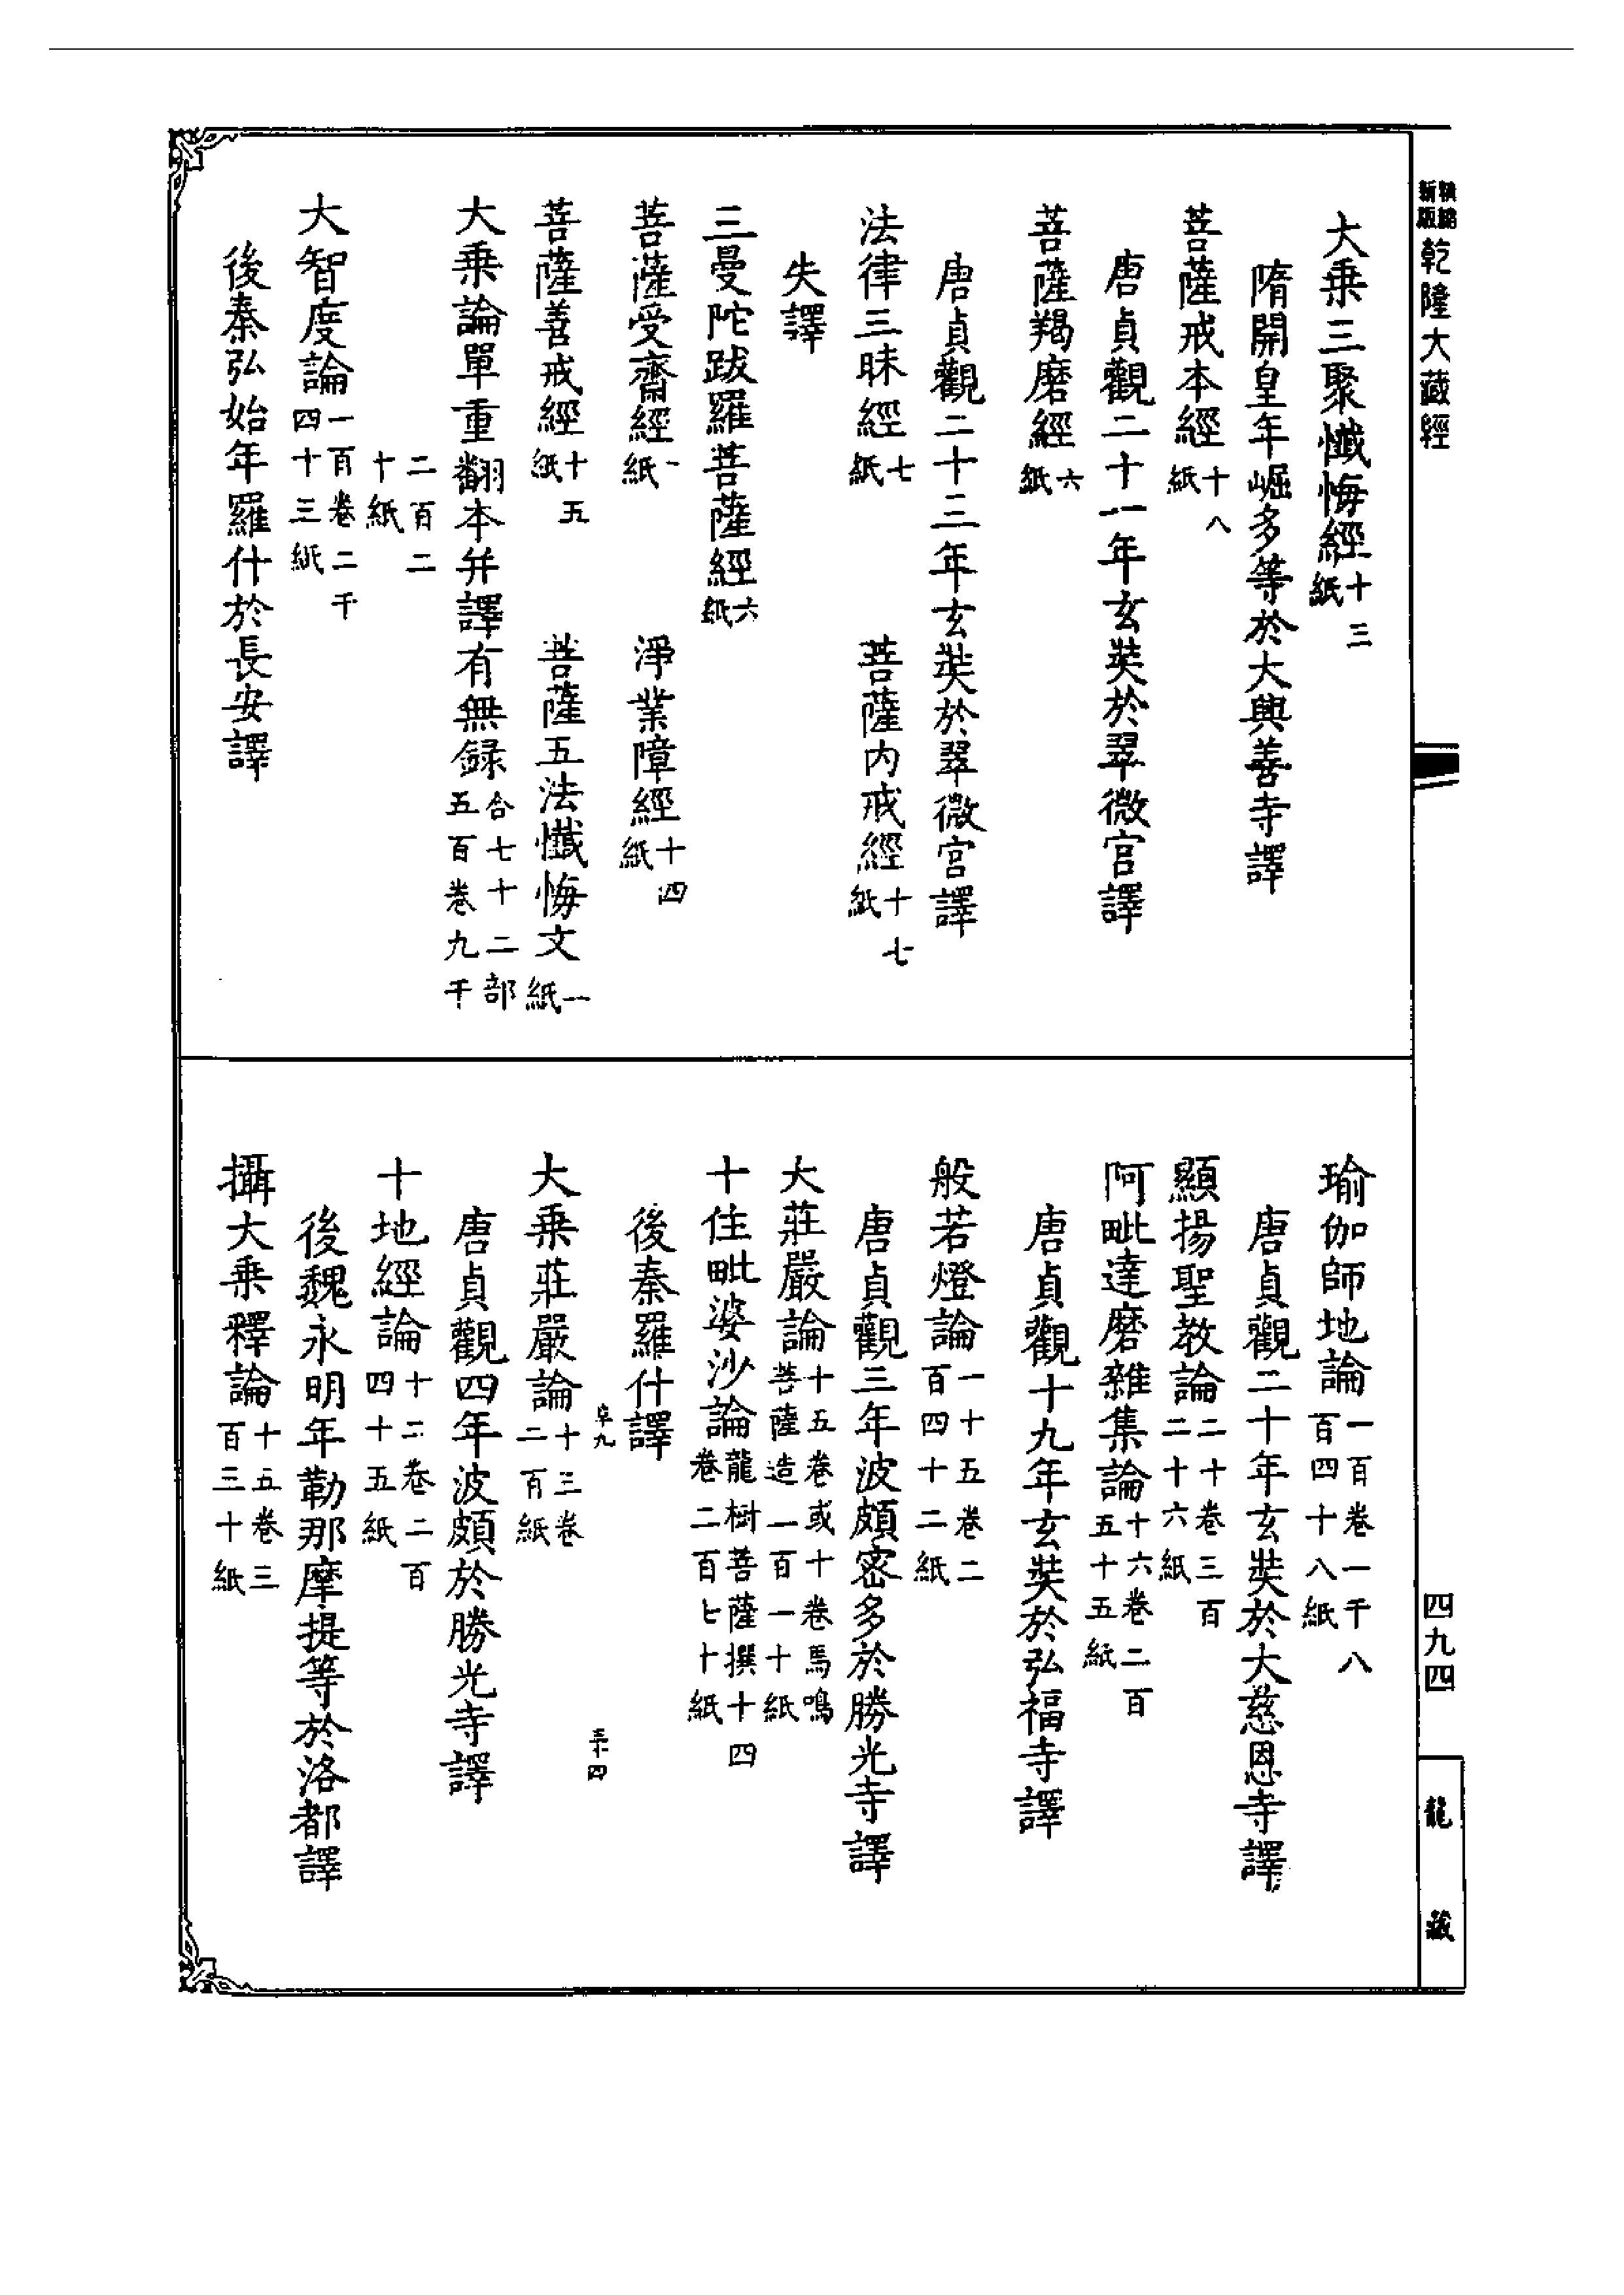 精縮
新版
乾隆大藏經
四九四
龍藏
大乘三聚懺悔經十三紙
隋開皇年崛多等於大興善寺譯
菩薩戒本經十八紙
唐貞觀二十一年玄奘於翠微宮譯
菩薩羯磨經六紙
唐貞觀二十三年玄奘於翠微宮譯
法律三昧經七紙 菩薩內戒經十七紙
失譯
三曼陀跋羅菩薩經六紙
菩薩受齋經一紙 淨業障經十四紙
菩薩善戒經十五紙 菩薩五法懺悔文一紙
大乘論單重翻本并譯有無録合七十二部五百卷九千
二百二十紙
大智度論一百卷二千四十三紙
後秦弘始年羅什於長安譯
瑜伽師地論一百卷一千八百四十八紙
唐貞觀二十年玄奘於大慈恩寺譯
顯揚聖教論二十卷三百二十六紙
阿毗達磨雜集論十六卷二百五十五紙
唐貞觀十九年玄奘於弘福寺譯
般若燈論一十五卷二百四十二紙
唐貞觀三年波頗密多於勝光寺譯
大莊嚴論十五卷或十卷馬鳴菩薩造一百一十紙
十住毗婆沙論龍樹菩薩撰十四卷二百七十紙
後秦羅什譯
阜九 三十四
大乘莊嚴論十三卷二百紙
唐貞觀四年波頗於勝光寺譯
十地經論十二卷二百四十五紙
後魏永明年勒那摩提等於洛都譯
攝大乘釋論十五卷三百三十紙